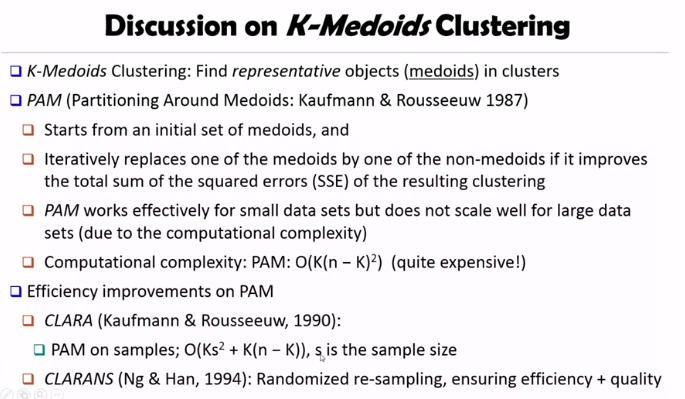 Discussion on K-Medoids Clustering
K-Medoids Clustering: Find representative objects (medoids) in clusters
PAM (Partitioning Around Medoids: Kaufmann & Rousseeuw 1987)
Starts from an initial set of medoids, and
Iteratively replaces one of the medoids by one of the non-medoids if it improves
the total sum of the squared errors (SSE) of the resulting clustering
PAM works effectively for small data sets but does not scale well for large data
sets (due to the computational complexity)
Computational complexity: PAM: O(K(n − K)²) (quite expensive!)
Efficiency improvements on PAM
CLARA (Kaufmann & Rousseeuw, 1990):
PAM on samples; O(Ks² + K(n − K)), s is the sample size
CLARANS (Ng & Han, 1994): Randomized re-sampling, ensuring efficiency + quality